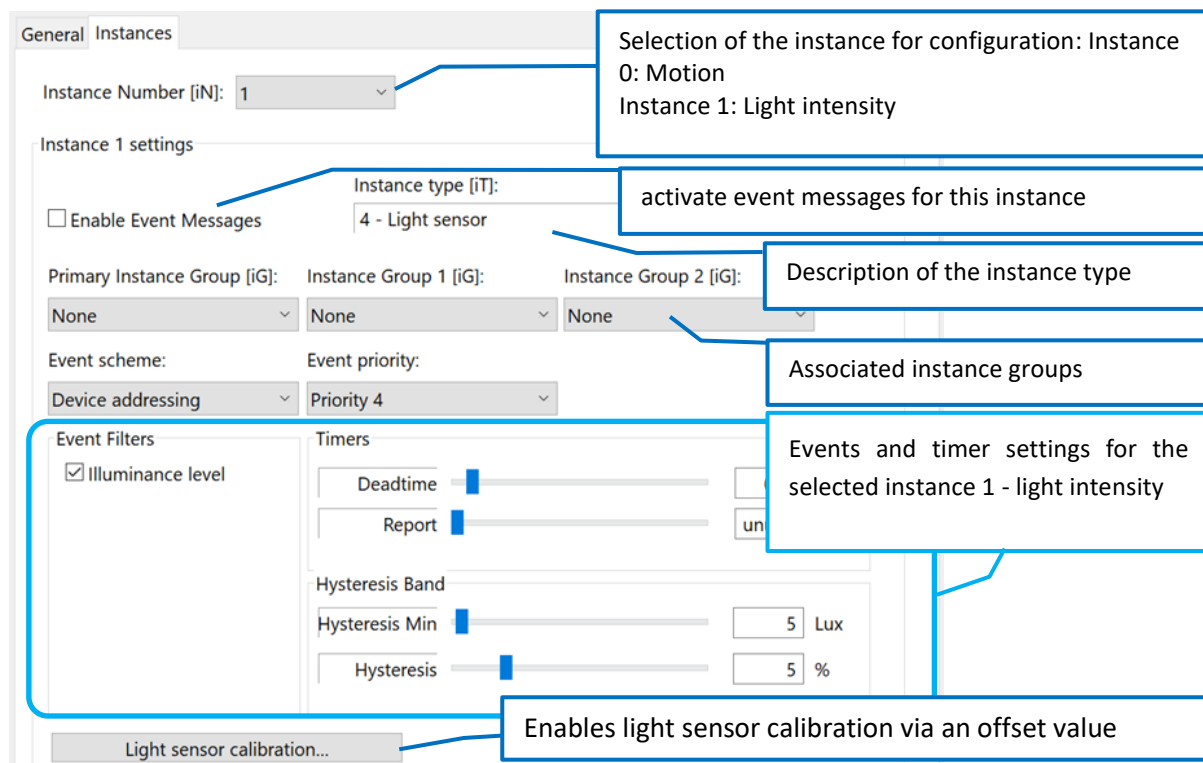 General Instances
Selection of the instance for configuration: Instance
0: Motion
Instance 1: Light intensity
Instance Number [iN]: 1
Instance 1 settings
Instance type [iT]:
activate event messages for this instance
Enable Event Messages
4 - Light sensor
Description of the instance type
Primary Instance Group [iG]: Instance Group 1 [iG]: Instance Group 2 [iG]:
None None None
Associated instance groups
Event scheme: Event priority:
Device addressing Priority 4
Events and timer settings for the
selected instance 1 - light intensity
Event Filters Timers
Illuminance level
Deadtime
Report
Hysteresis Band
Hysteresis Min 5 Lux
Hysteresis 5 %
Enables light sensor calibration via an offset value
Light sensor calibration...